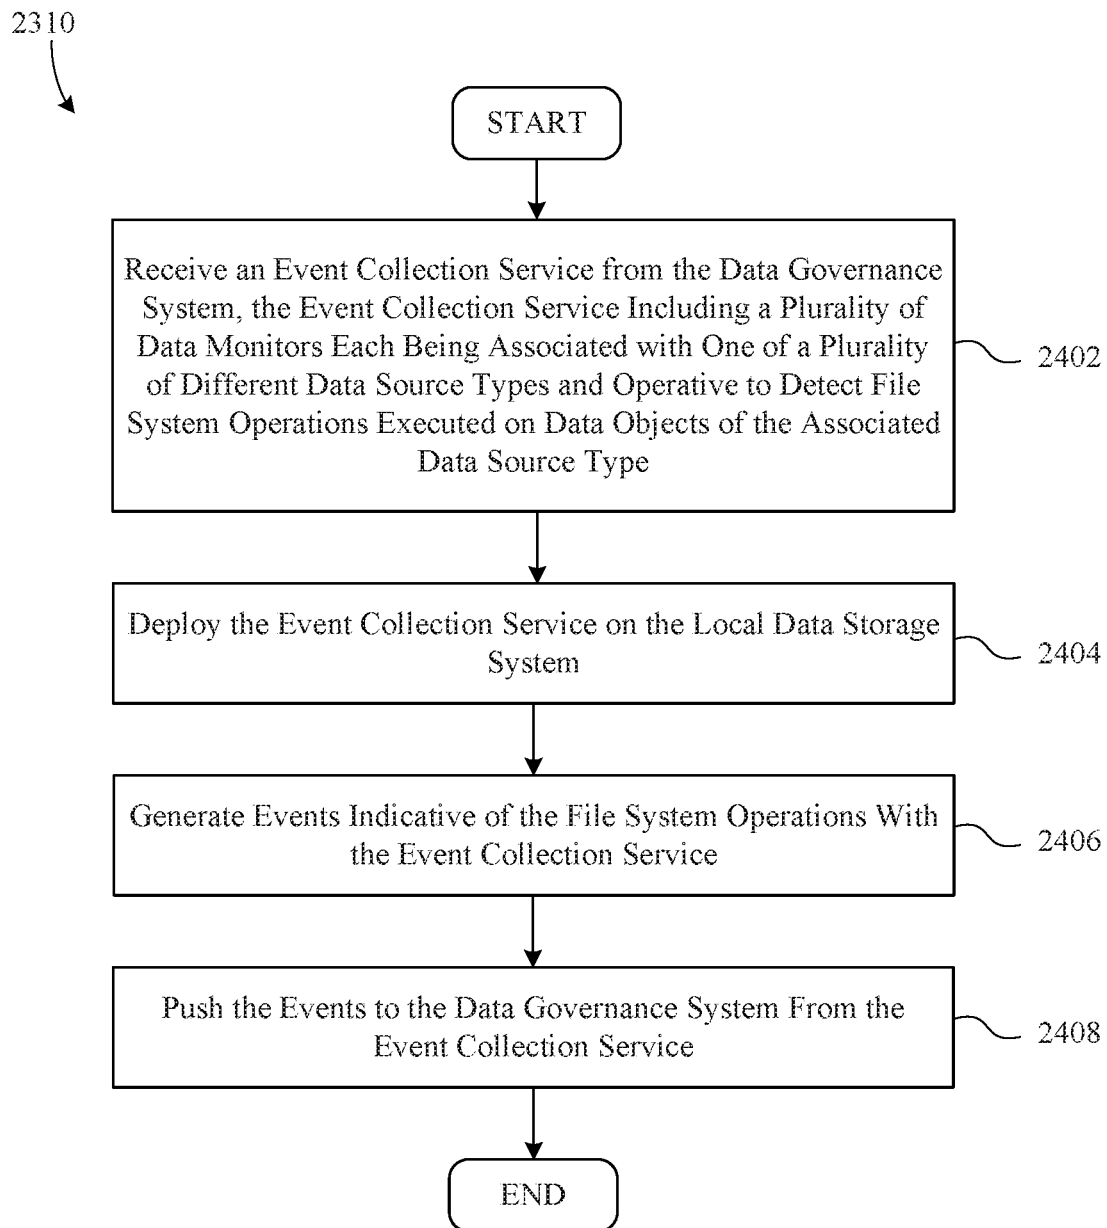 2310
START
Receive an Event Collection Service from the Data Governance
System, the Event Collection Service Including a Plurality of
Data Monitors Each Being Associated with One of a Plurality
of Different Data Source Types and Operative to Detect File
System Operations Executed on Data Objects of the Associated
Data Source Type
2402
Deploy the Event Collection Service on the Local Data Storage
System
2404
Generate Events Indicative of the File System Operations With
the Event Collection Service
2406
Push the Events to the Data Governance System From the
Event Collection Service
2408
END